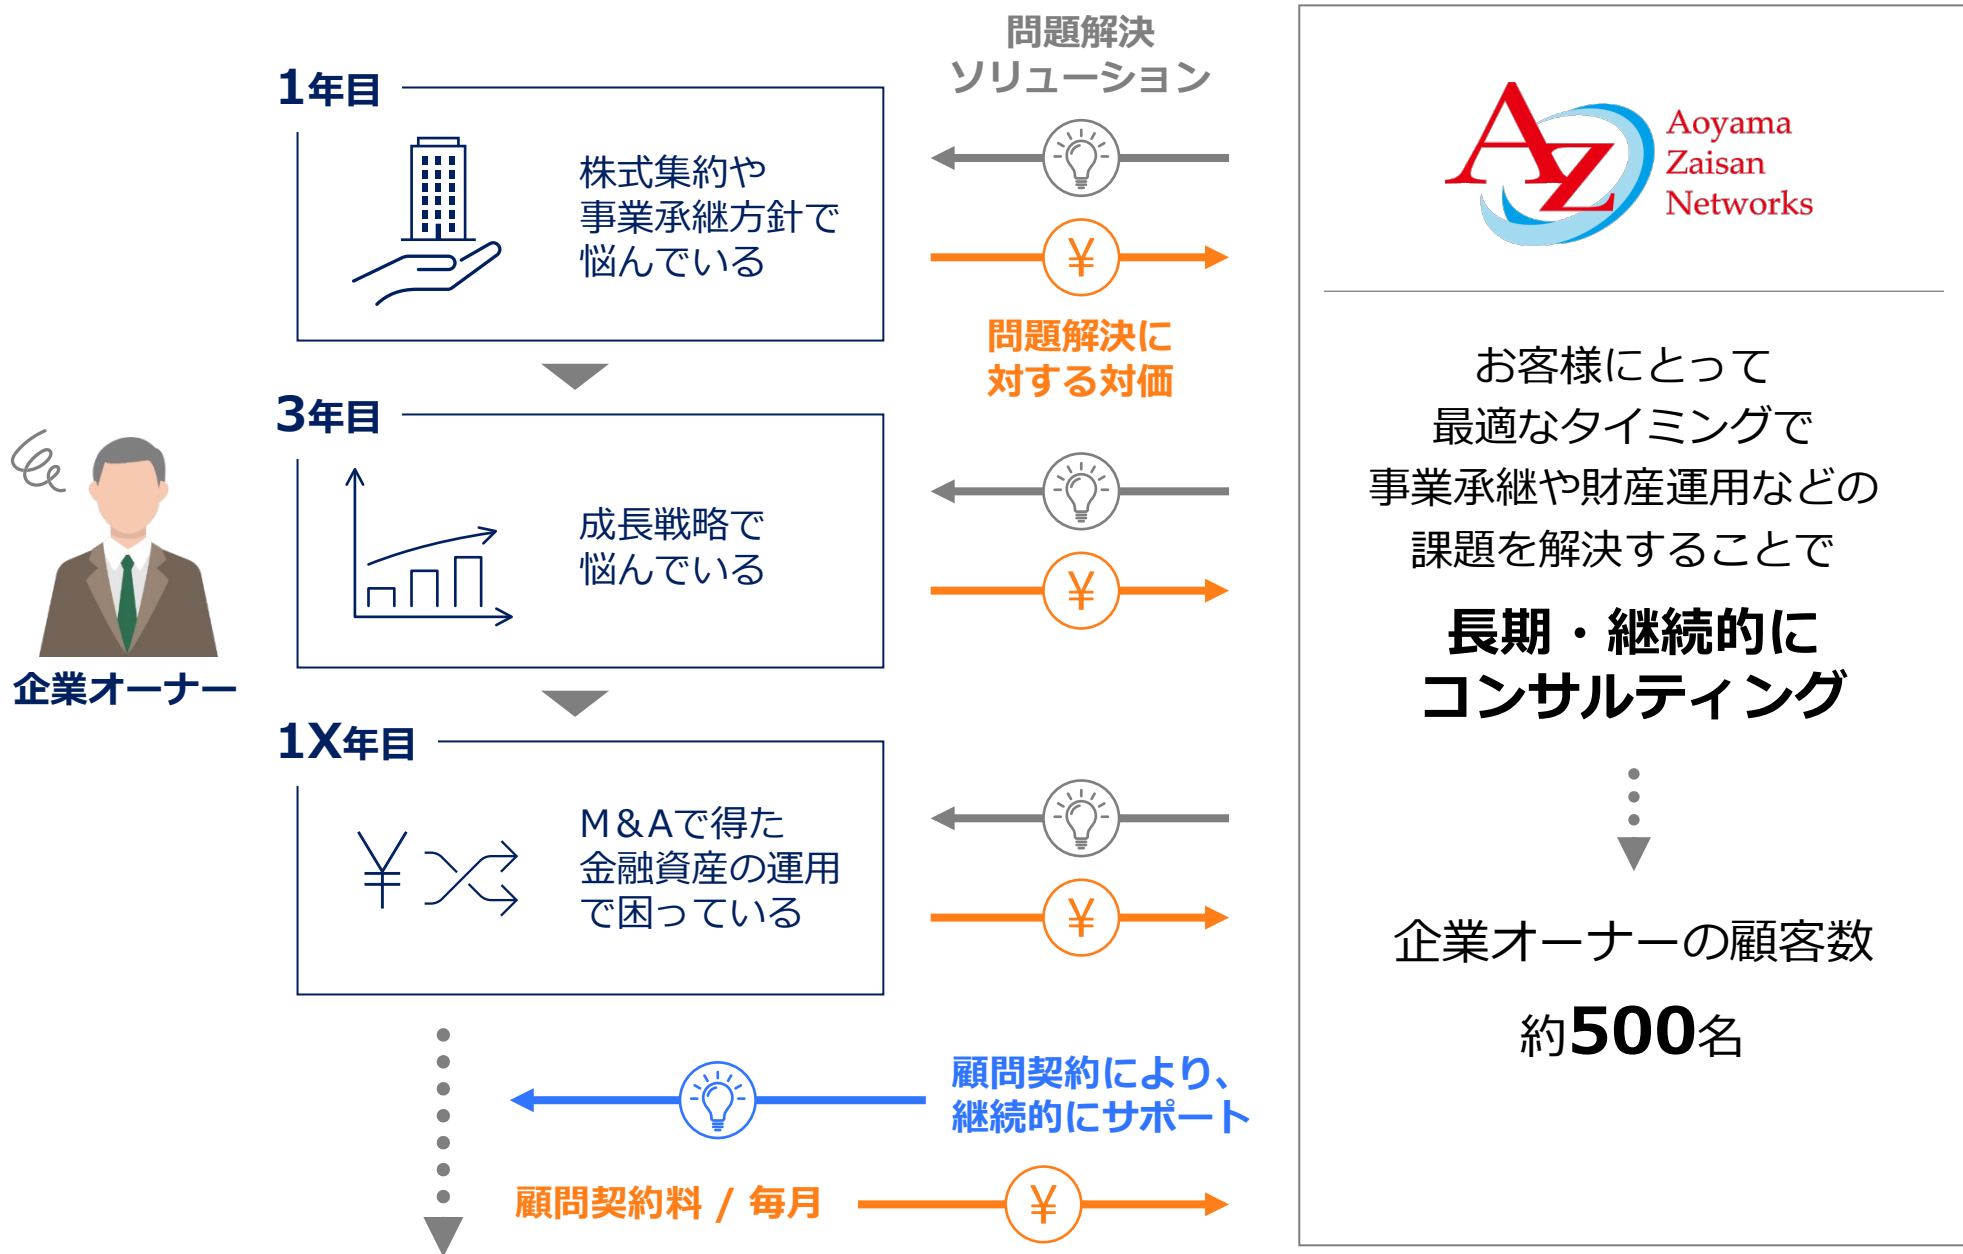 問題解決
ソリューション
1年目
株式集約や
事業承継方針で
悩んでいる
¥
問題解決に
対する対価
3年目
成長戦略で
悩んでいる
¥
企業オーナー
1X年目
¥
M&Aで得た
金融資産の運用
で困っている
¥
顧問契約により、
継続的にサポート
顧問契約料 / 毎月
¥
AZ
Aoyama
Zaisan
Networks
お客様にとって
最適なタイミングで
事業承継や財産運用などの
課題を解決することで
長期・継続的に
コンサルティング
企業オーナーの顧客数
約500名